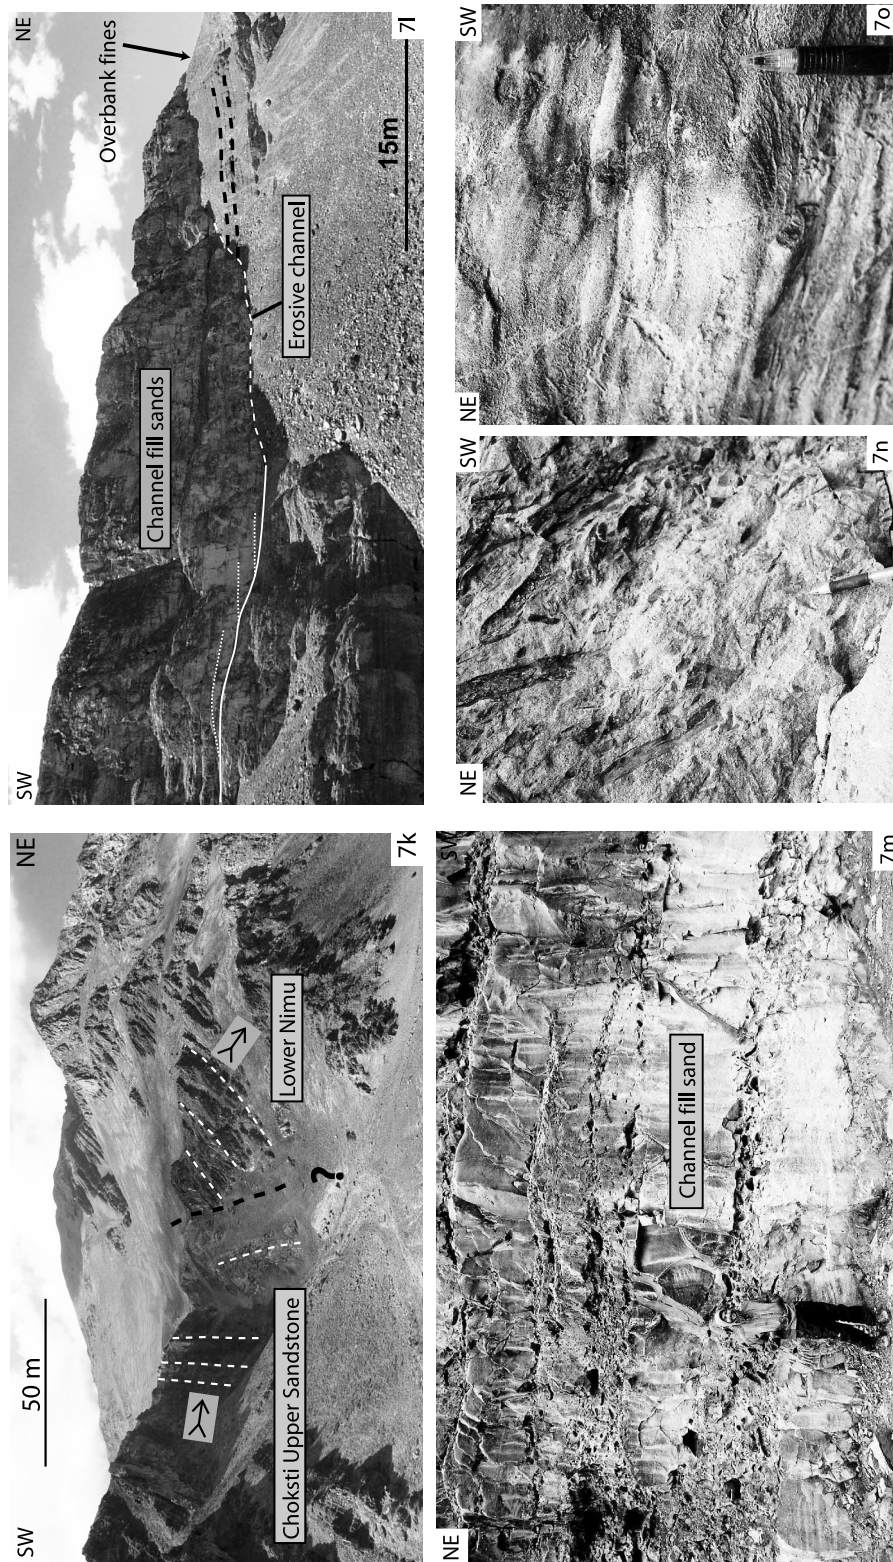 SW
50 m
NE
Choksti Upper Sandstone
Lower Nimu
?
7k
SW
NE
Overbank fines
Channel fill sands
Erosive channel
15m
7l
NE
SW
Channel fill sand
7m
NE
SW
7n
NE
SW
7o